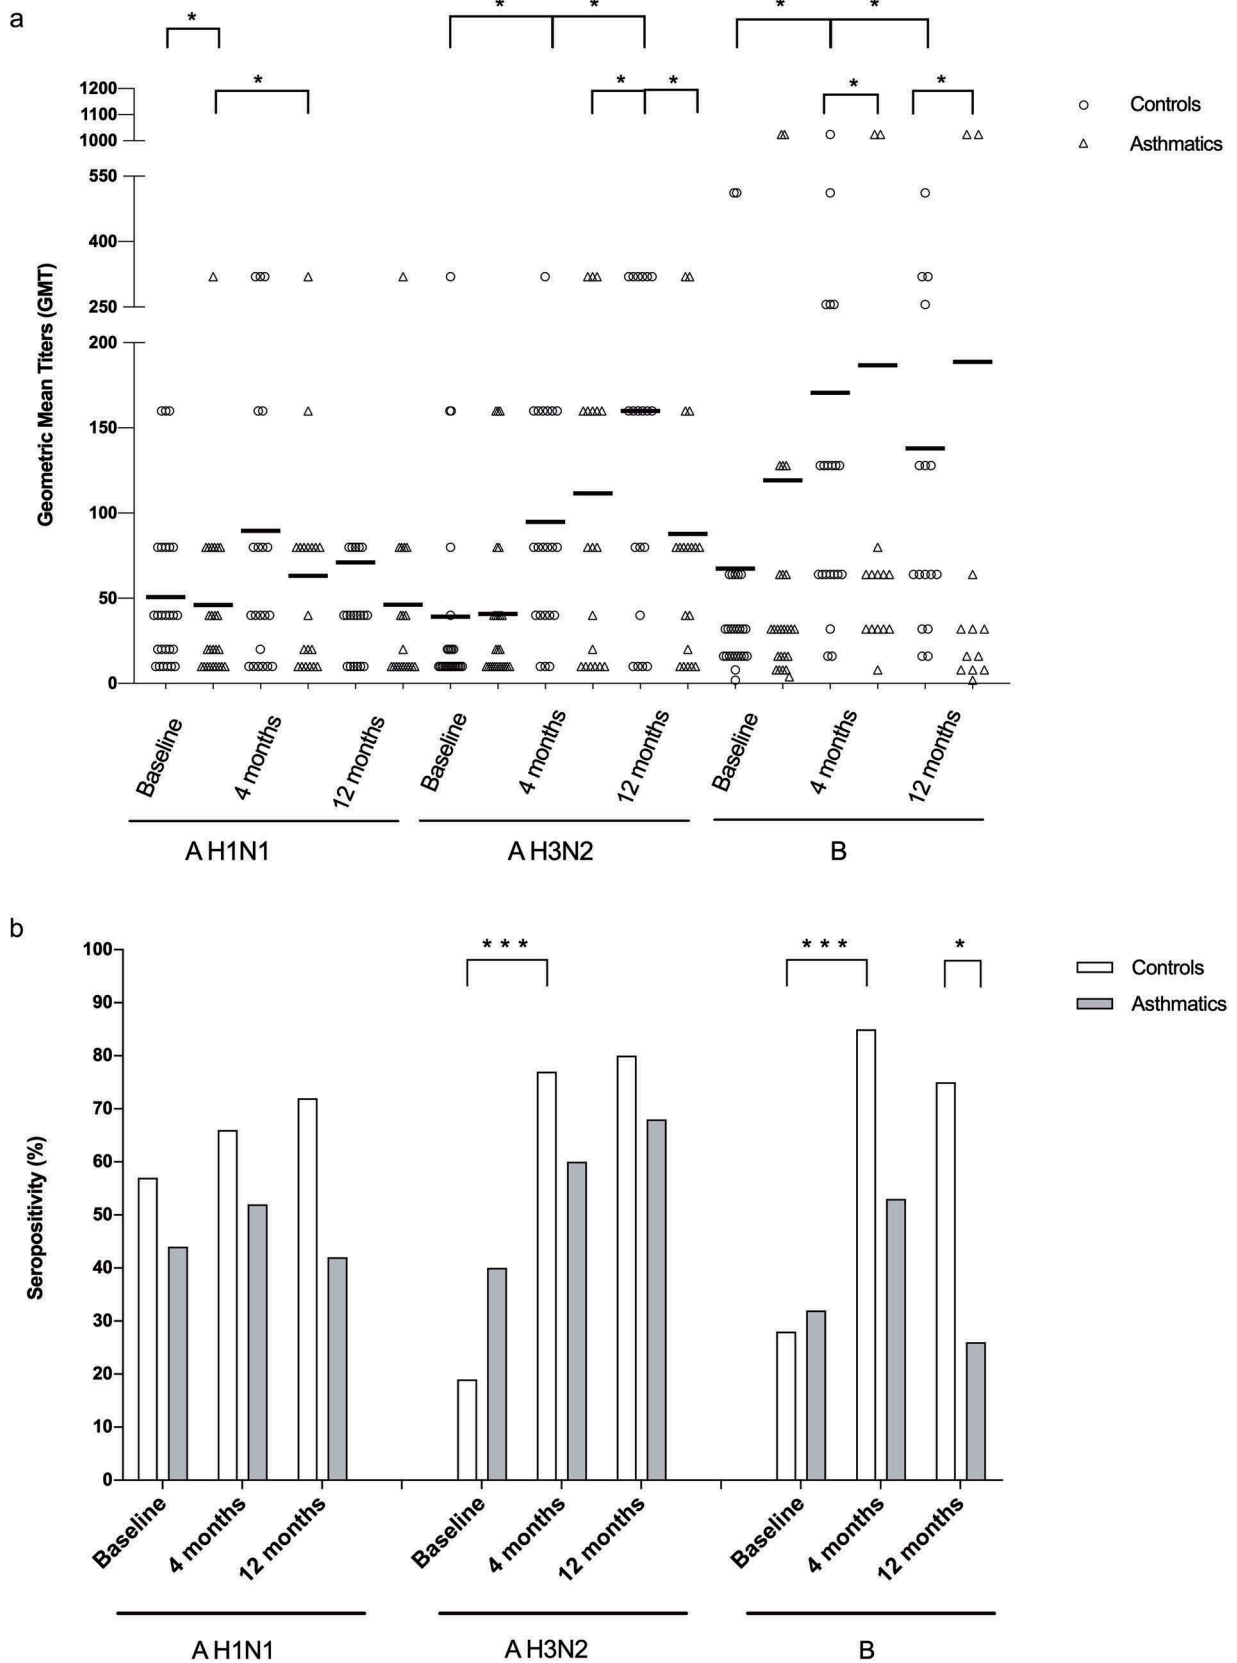 a
* * * * *
* * * * * *
1200
1100
1000
550
400
250
200
150
100
50
0
Geometric Mean Titers (GMT)
Controls
Asthmatics
Baseline 4 months 12 months Baseline 4 months 12 months Baseline 4 months 12 months
A H1N1 A H3N2 B
b
*** *** *
100
90
80
70
60
50
40
30
20
10
0
Seropositivity (%)
Controls
Asthmatics
Baseline 4 months 12 months Baseline 4 months 12 months Baseline 4 months 12 months
A H1N1 A H3N2 B